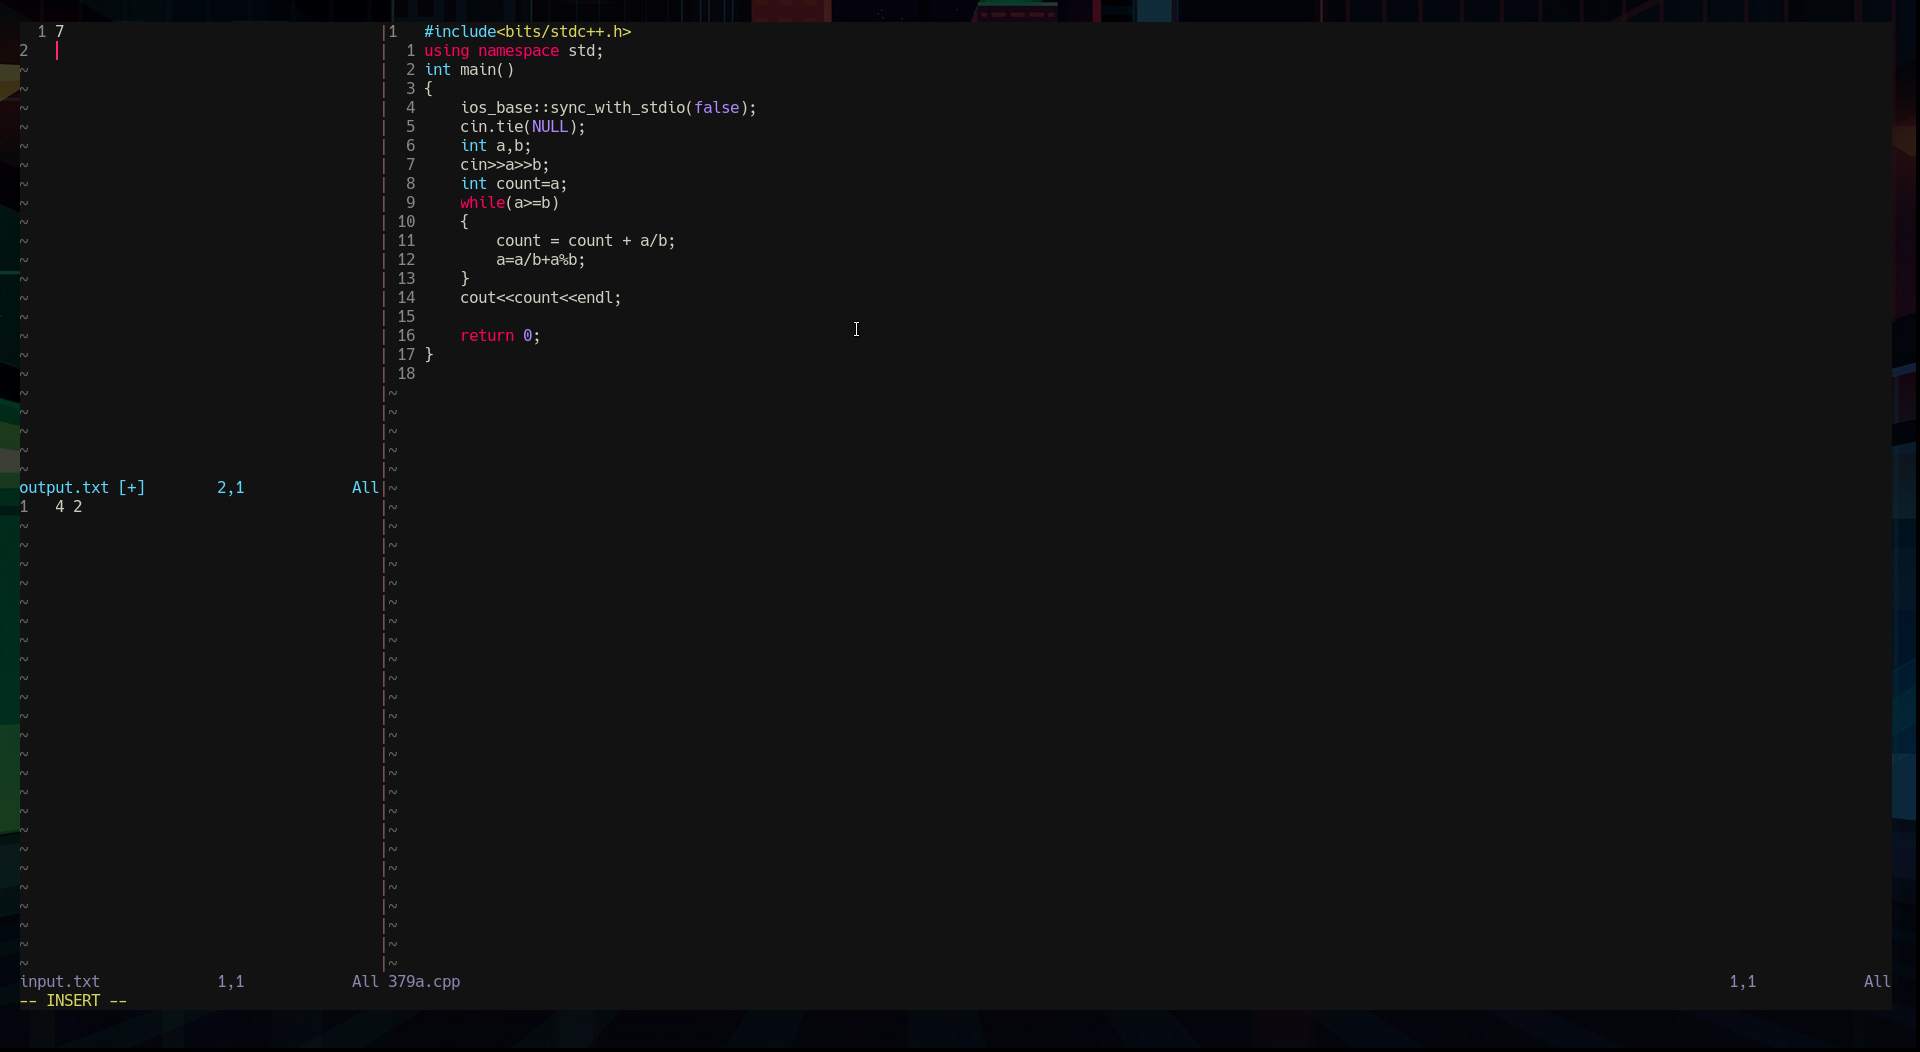 1 7
2
output.txt [+] 2,1 All
1 4 2
input.txt 1,1 All
1 #include<bits/stdc++.h>
1 using namespace std;
2 int main()
3 {
4     ios_base::sync_with_stdio(false);
5     cin.tie(NULL);
6     int a,b;
7     cin>>a>>b;
8     int count=a;
9     while(a>=b)
10     {
11         count = count + a/b;
12         a=a/b+a%b;
13     }
14     cout<<count<<endl;
15
16     return 0;
17 }
18
379a.cpp 1,1 All
-- INSERT --